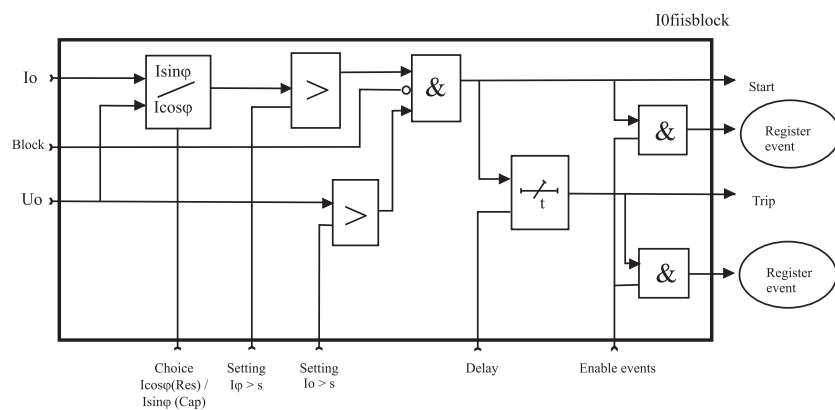 I0fiisblock
Io
Isinφ
Icosφ
>
&
Start
&
Register
event
Block
Uo
>
t
Trip
&
Register
event
Choice
Icosφ(Res) /
Isinφ (Cap)
Setting
Iφ > s
Setting
Io > s
Delay
Enable events